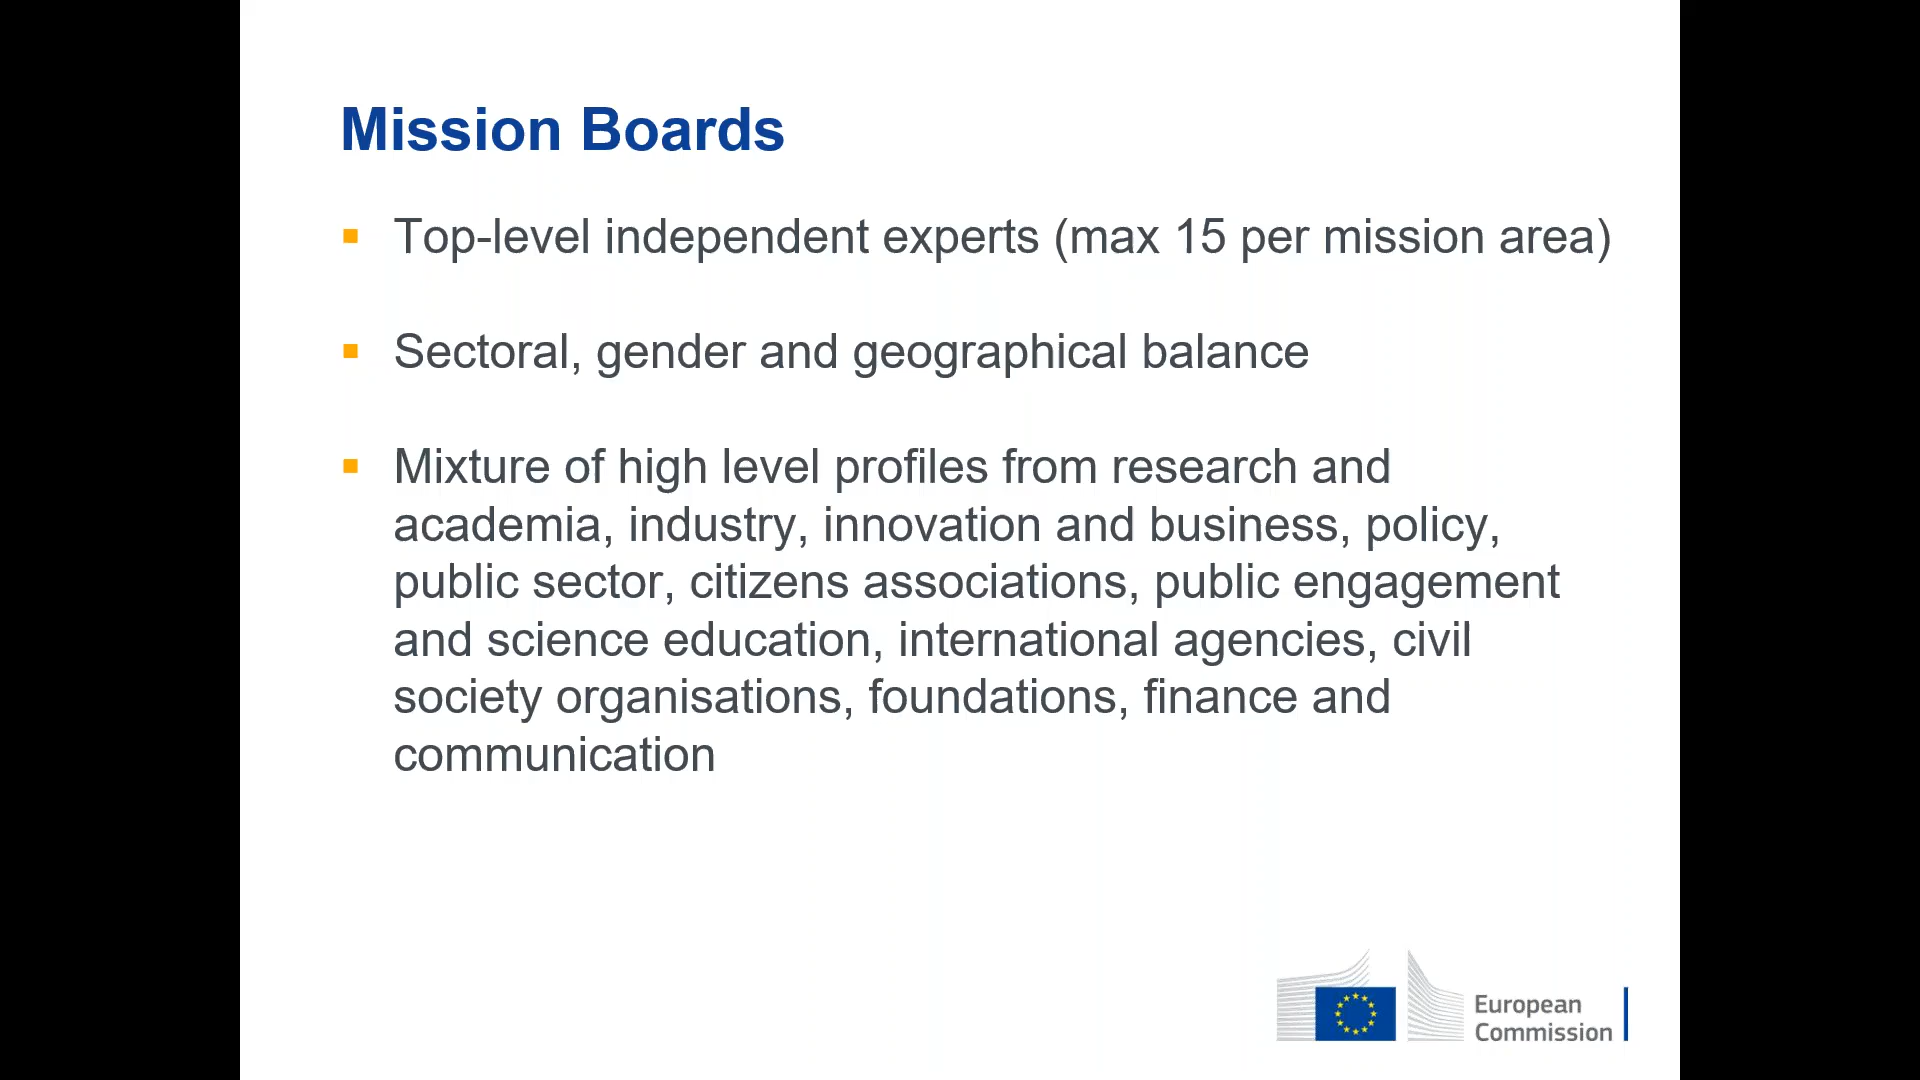 Mission Boards
▪ Top-level independent experts (max 15 per mission area)
▪ Sectoral, gender and geographical balance
▪ Mixture of high level profiles from research and
academia, industry, innovation and business, policy,
public sector, citizens associations, public engagement
and science education, international agencies, civil
society organisations, foundations, finance and
communication
European
Commission